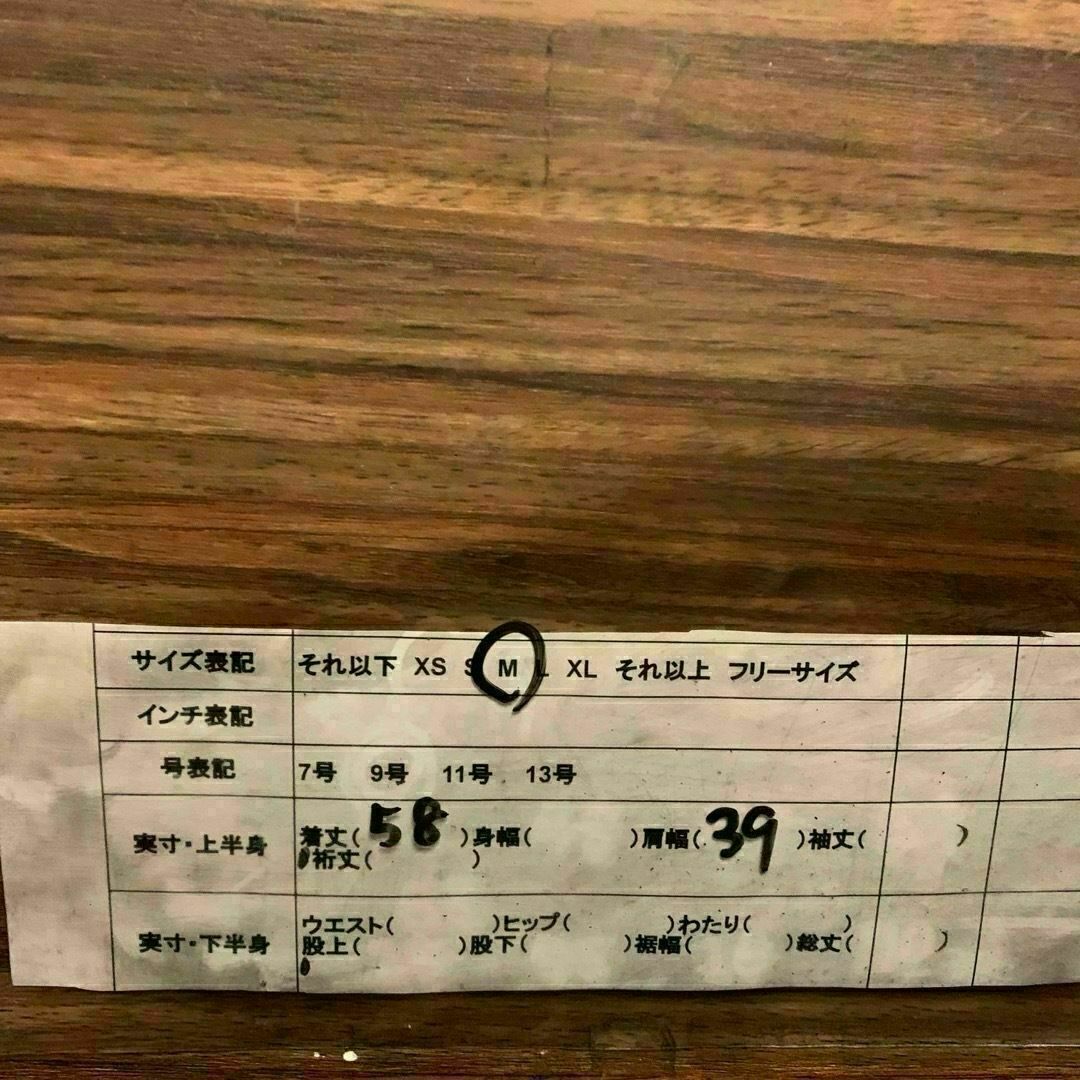 サイズ表記 それ以下 XS S M L XL それ以上 フリーサイズ
インチ表記
号表記 7号 9号 11号 13号
実寸・上半身 着丈( 58 )身幅( )肩幅( 39 )袖丈( )
裄丈( )
実寸・下半身 ウエスト( )ヒップ( )わたり( )
股上( )股下( )裾幅( )総丈( )